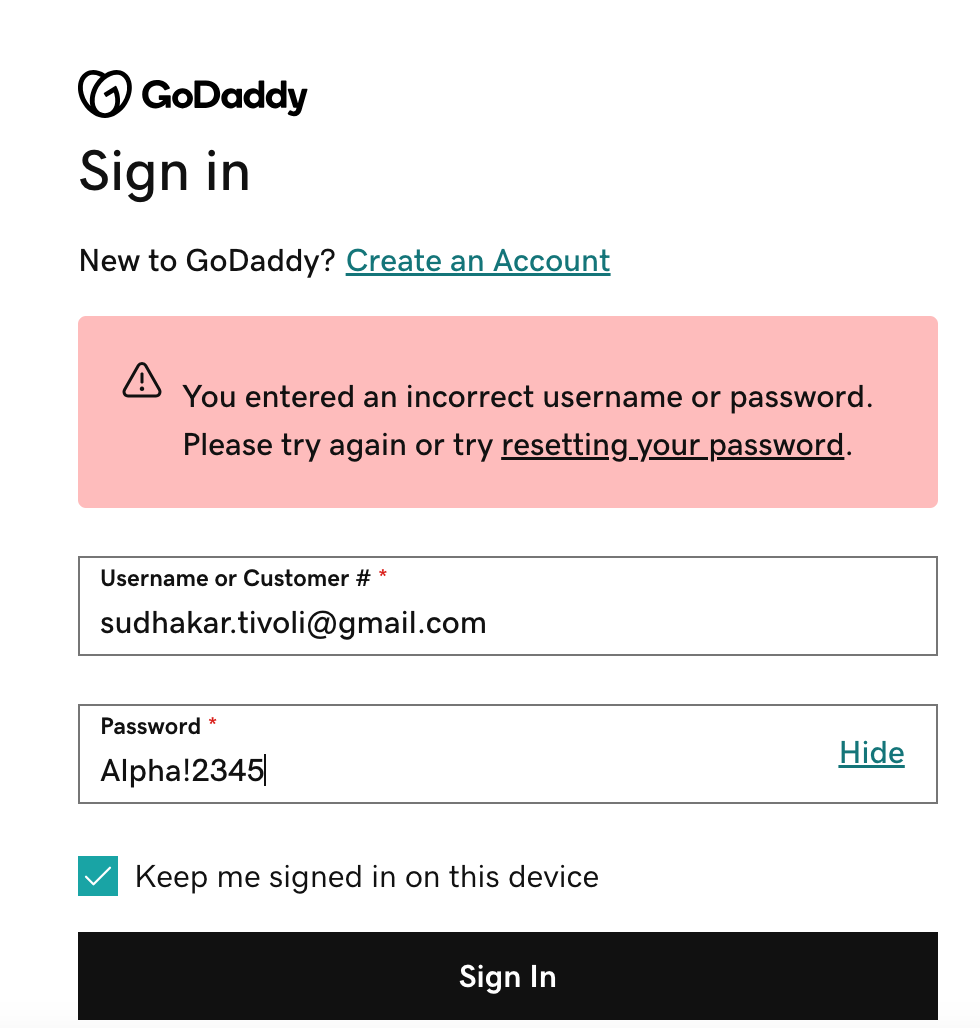 GoDaddy
Sign in
New to GoDaddy? Create an Account
You entered an incorrect username or password.
Please try again or try resetting your password.
Username or Customer # *
sudhakar.tivoli@gmail.com
Password *
Alpha!2345
Hide
Keep me signed in on this device
Sign In